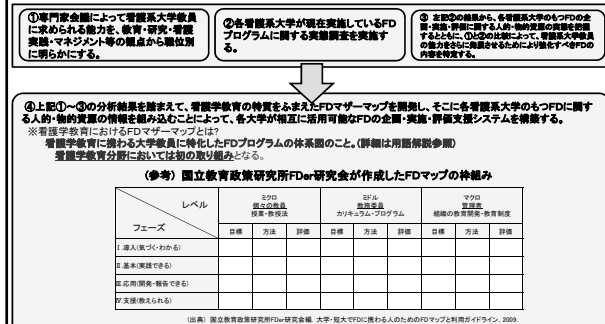 ①専門家会議によって看護系大学教員
に求められる能力を、教育・研究・看護
実践・マネジメント等の観点から職位別
に明らかにする。
②各看護系大学が現在実施しているFD
プログラムに関する実態調査を実施す
る。
③ 左記②の結果から、各看護系大学のもつFDの企
画・実施・評価に関する人的・物的資源の実態を把握
するとともに、①と②の比較によって、看護系大学教員
の能力をさらに発展させるためにより強化すべきFDの
内容を特定する。
④上記①~③の分析結果を踏まえて、看護学教育の特質をふまえたFDマザーマップを開発し、そこに各看護系大学のもつFDに関す
る人的・物的資源の情報を組み込むことによって、各大学が相互に活用可能なFDの企画・実施・評価支援システムを構築する。
※看護学教育におけるFDマザーマップとは?
看護学教育に携わる大学教員に特化したFDプログラムの体系図のこと。(詳細は用語解説参照)
看護学教育分野においては初の取り組みとなる。
(参考) 国立教育政策研究所FDer研究会が作成したFDマップの枠組み
レベル
フェーズ
ミクロ
個々の教員
授業・教授法
ミドル
教務委員
カリキュラム・プログラム
マクロ
管理者
組織の教育開発・教育制度
目標 方法 評価 目標 方法 評価 目標 方法 評価
Ⅰ.導入(気づく・わかる)
Ⅱ.基本(実践できる)
Ⅲ.応用(開発・報告できる)
Ⅳ.支援(教えられる)
(出典) 国立教育政策研究所FDer研究会編. 大学・短大でFDに携わる人のためのFDマップと利用ガイドライン, 2009.